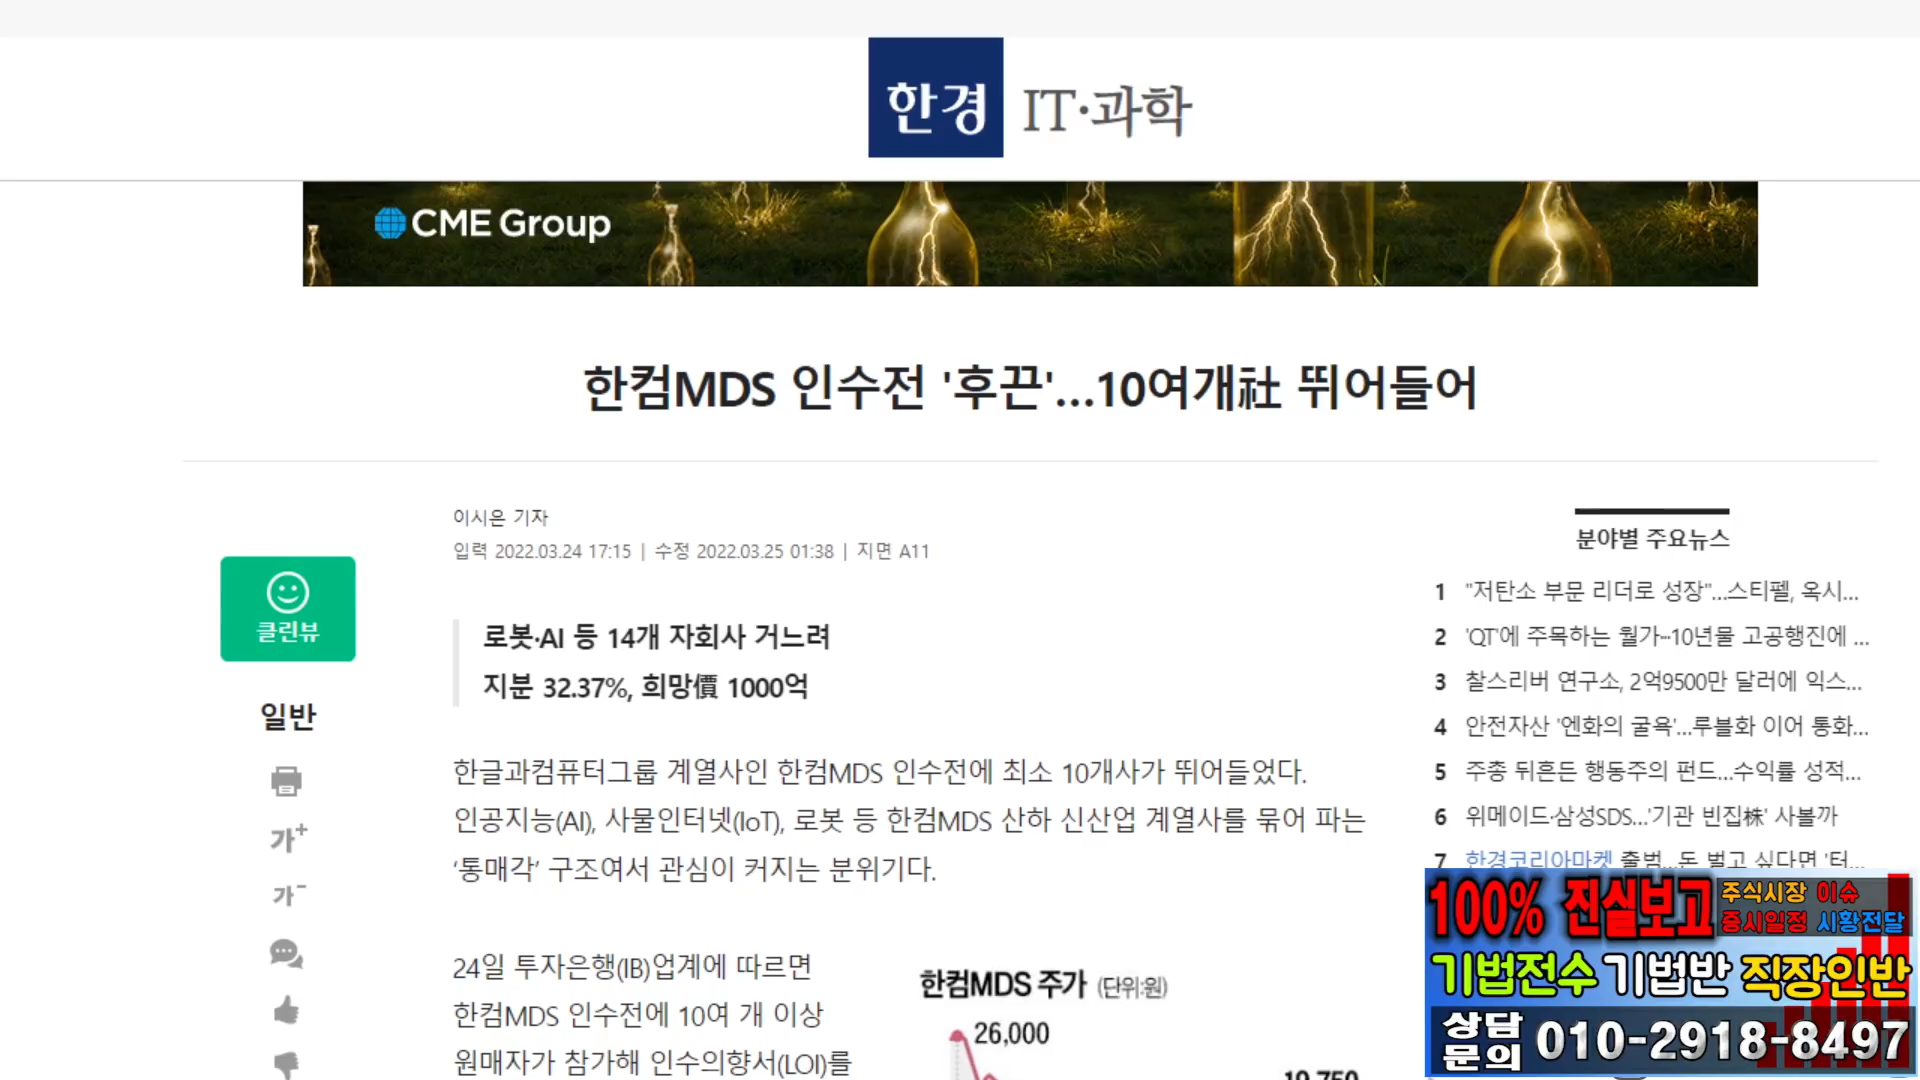 한경 IT·과학
CME Group
한컴MDS 인수전 '후끈'...10여개社 뛰어들어
이시은 기자
입력 2022.03.24 17:15 | 수정 2022.03.25 01:38 | 지면 A11
클린뷰
일반
가+
가-
로봇·AI 등 14개 자회사 거느려
지분 32.37%, 희망價 1000억
한글과컴퓨터그룹 계열사인 한컴MDS 인수전에 최소 10개사가 뛰어들었다.
인공지능(AI), 사물인터넷(IoT), 로봇 등 한컴MDS 산하 신산업 계열사를 묶어 파는
‘통매각’ 구조여서 관심이 커지는 분위기다.
24일 투자은행(IB)업계에 따르면
한컴MDS 인수전에 10여 개 이상
원매자가 참가해 인수의향서(LOI)를
한컴MDS 주가 (단위:원)
26,000
10,750
분야별 주요뉴스
1 "저탄소 부문 리더로 성장"...스티펠, 옥시...
2 'QT'에 주목하는 월가…10년물 고공행진에 ...
3 찰스리버 연구소, 2억9500만 달러에 익스...
4 안전자산 '엔화의 굴욕'...루블화 이어 통화...
5 주총 뒤흔든 행동주의 펀드...수익률 성적...
6 위메이드·삼성SDS...'기관 빈집株' 사볼까
7 한경코리아마켓 출범...돈 벌고 싶다면 '터...
100% 진실보고 주식시장 이슈
증시일정 시황전달
기법전수 기법반 직장인반
상담문의 010-2918-8497